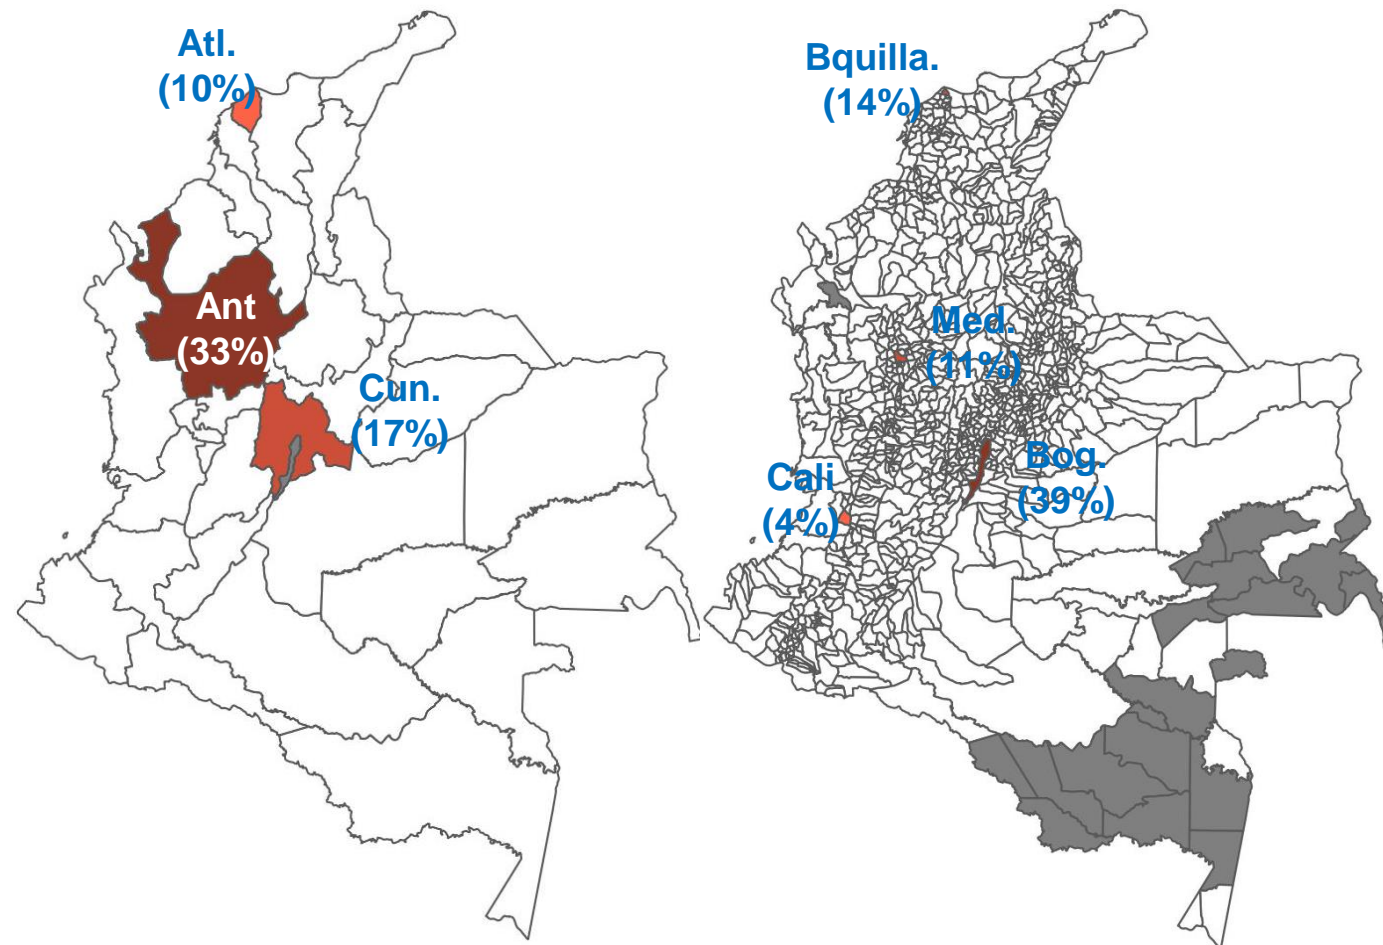 Atl.
(10%)
Ant
(33%)
Cun.
(17%)
Bquilla.
(14%)
Med.
(11%)
Cali
(4%)
Bog.
(39%)